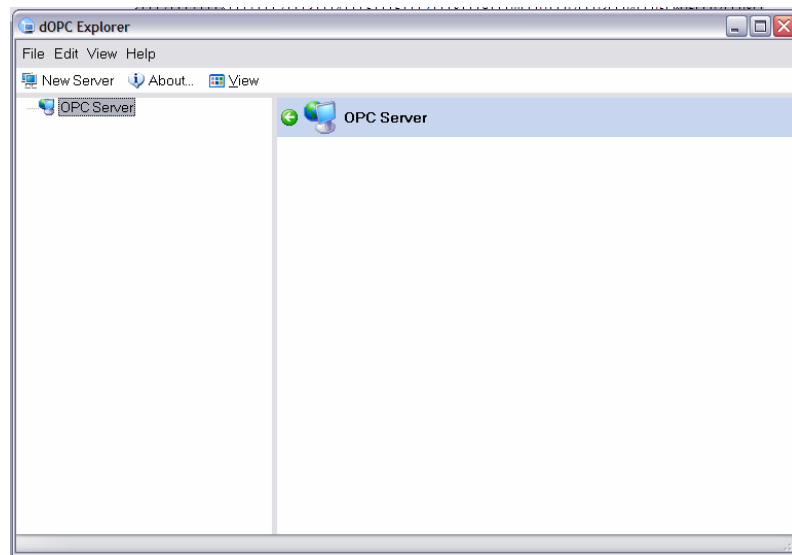 dOPC Explorer
File Edit View Help
New Server About... View
OPC Server
OPC Server